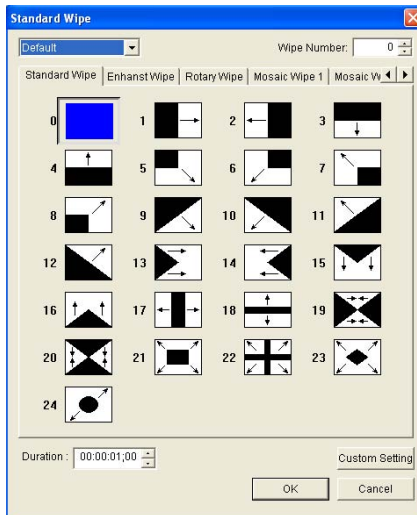 Standard Wipe
Default
Wipe Number: 0
Standard Wipe Enhanst Wipe Rotary Wipe Mosaic Wipe 1 Mosaic W
0 1 2 3
4 5 6 7
8 9 10 11
12 13 14 15
16 17 18 19
20 21 22 23
24
Duration : 00:00:01;00
Custom Setting
OK Cancel